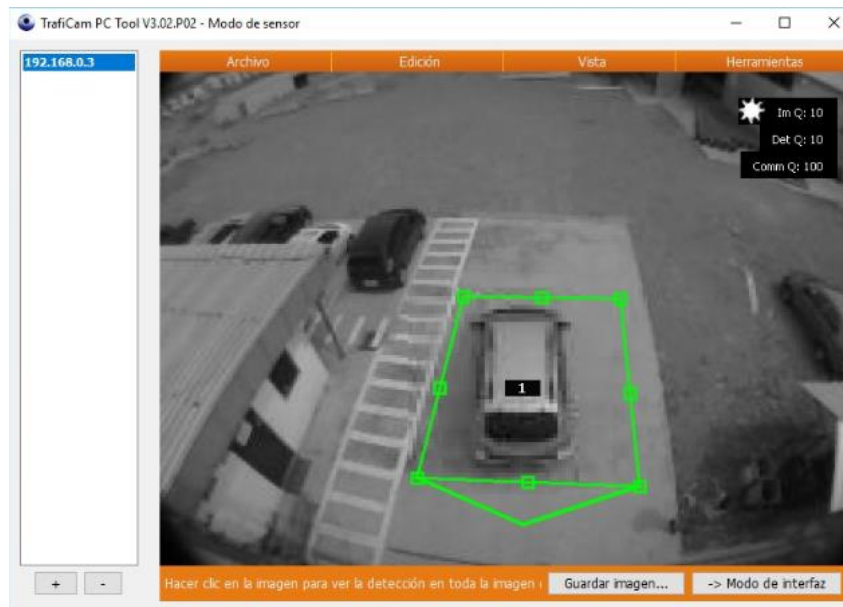 TrafiCam PC Tool V3.02.P02 - Modo de sensor
192.168.0.3
Archivo Edición Vista Herramientas
Im Q: 10
Det Q: 10
Comm Q: 100
1
+ -
Hacer clic en la imagen para ver la detección en toda la imagen
Guardar imagen...
-> Modo de interfaz